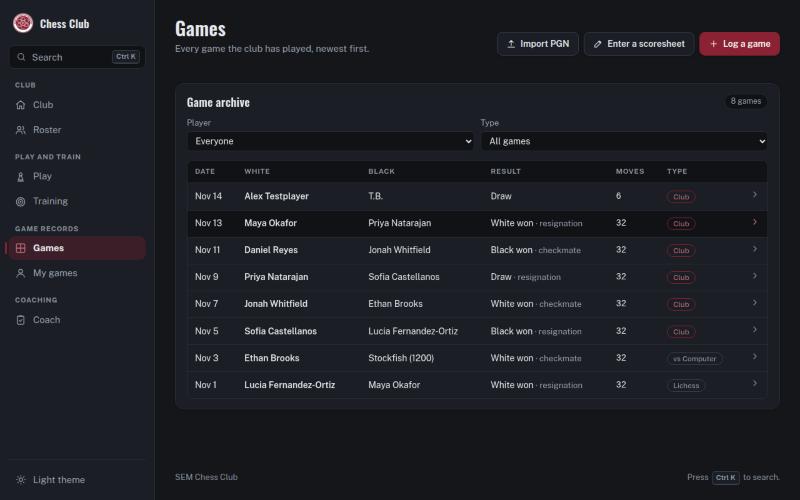 Chess Club
Search Ctrl K
CLUB
Club
Roster
PLAY AND TRAIN
Play
Training
GAME RECORDS
Games
My games
COACHING
Coach
Light theme
Games
Every game the club has played, newest first.
Import PGN
Enter a scoresheet
Log a game
Game archive
8 games
Player Type
Everyone All games
DATE WHITE BLACK RESULT MOVES TYPE
Nov 14 Alex Testplayer T.B. Draw 6 Club
Nov 13 Maya Okafor Priya Natarajan White won · resignation 32 Club
Nov 11 Daniel Reyes Jonah Whitfield Black won · checkmate 32 Club
Nov 9 Priya Natarajan Sofia Castellanos Draw · resignation 32 Club
Nov 7 Jonah Whitfield Ethan Brooks White won · checkmate 32 Club
Nov 5 Sofia Castellanos Lucia Fernandez-Ortiz Black won · resignation 32 Club
Nov 3 Ethan Brooks Stockfish (1200) White won · checkmate 32 vs Computer
Nov 1 Lucia Fernandez-Ortiz Maya Okafor White won · resignation 32 Lichess
SEM Chess Club
Press Ctrl K to search.